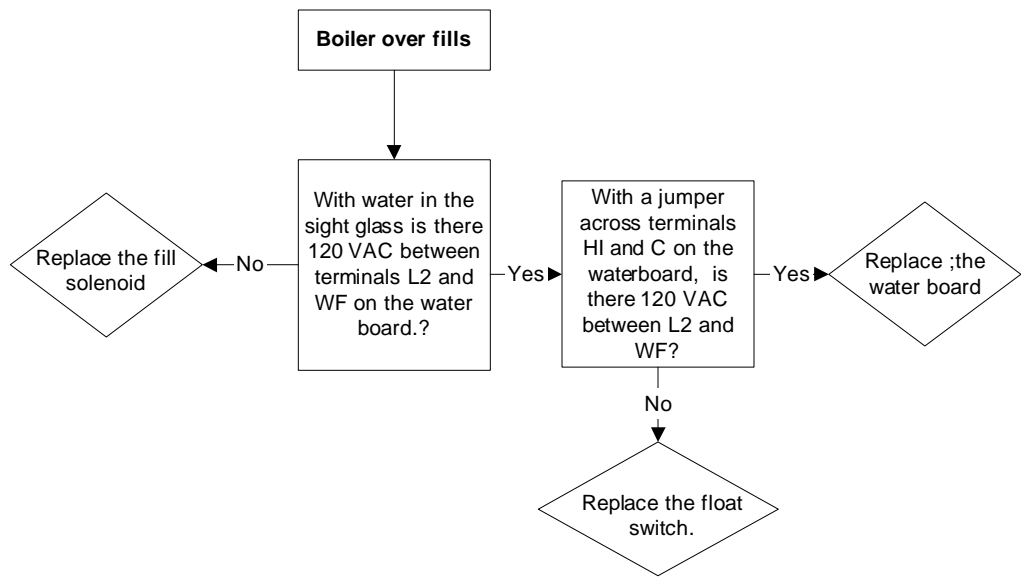 Boiler over fills
With water in the
sight glass is there
120 VAC between
terminals L2 and
WF on the water
board.?
No
Replace the fill
solenoid
Yes
With a jumper
across terminals
HI and C on the
waterboard, is
there 120 VAC
between L2 and
WF?
Yes
Replace ;the
water board
No
Replace the float
switch.